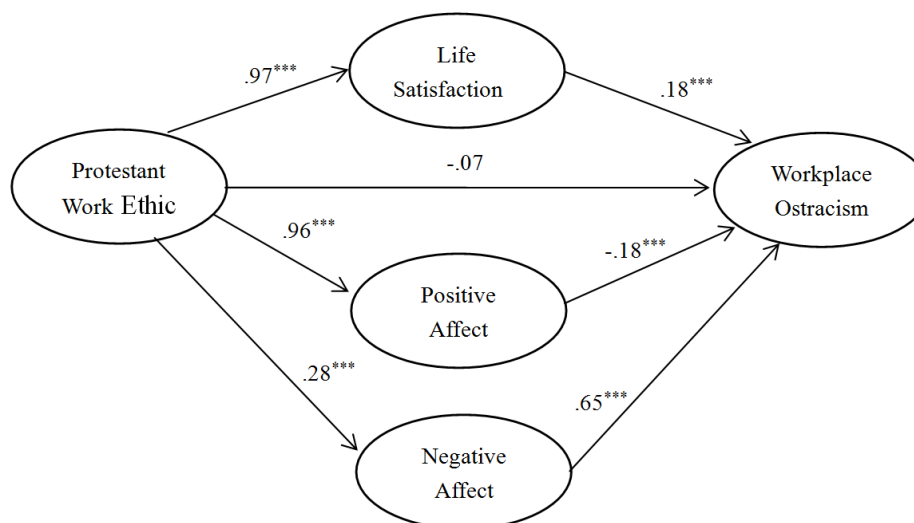 Life
Satisfaction
.97***
.18***
Protestant
Work Ethic
-.07
Workplace
Ostracism
.96***
-.18***
Positive
Affect
.28***
.65***
Negative
Affect